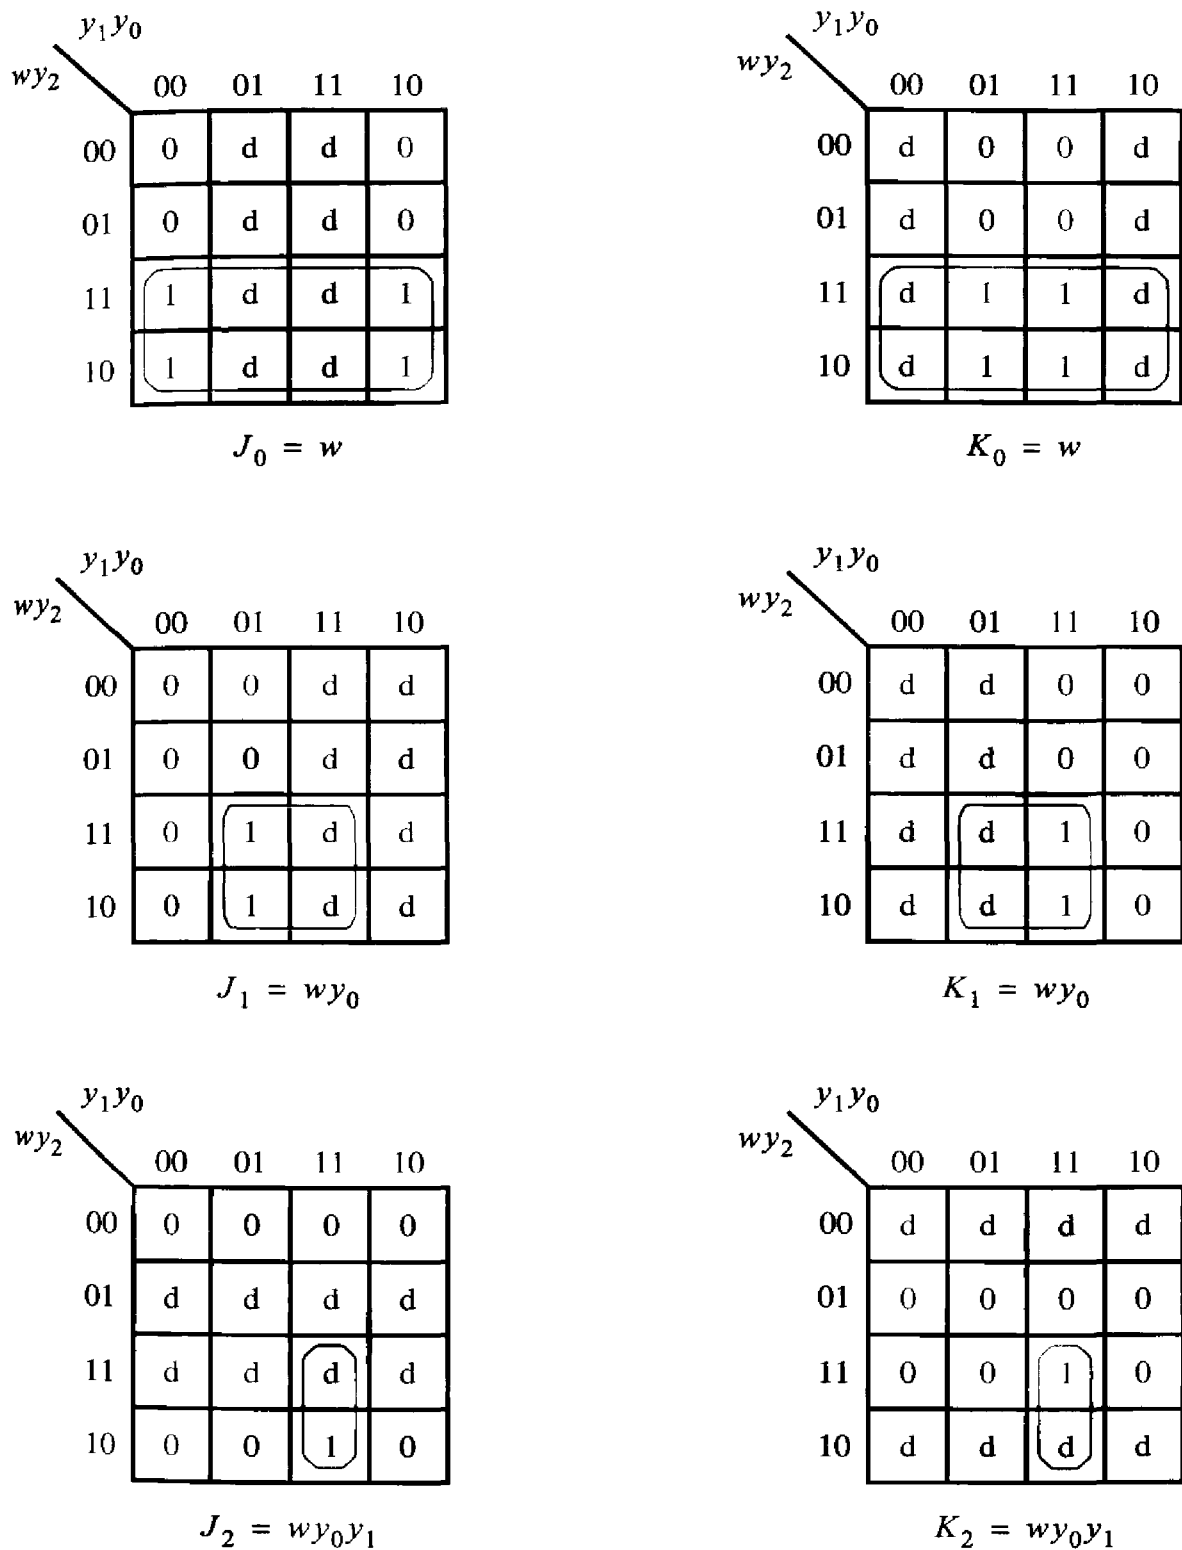 y₁y₀ y₁y₀
wy₂ wy₂
00 01 11 10 00 01 11 10
00 0 d d 0 00 d 0 0 d
01 0 d d 0 01 d 0 0 d
11 1 d d 1 11 d 1 1 d
10 1 d d 1 10 d 1 1 d
J₀ = w K₀ = w
y₁y₀ y₁y₀
wy₂ wy₂
00 01 11 10 00 01 11 10
00 0 0 d d 00 d d 0 0
01 0 0 d d 01 d d 0 0
11 0 1 d d 11 d d 1 0
10 0 1 d d 10 d d 1 0
J₁ = wy₀ K₁ = wy₀
y₁y₀ y₁y₀
wy₂ wy₂
00 01 11 10 00 01 11 10
00 0 0 0 0 00 d d d d
01 d d d d 01 0 0 0 0
11 d d d d 11 0 0 1 0
10 0 0 1 0 10 d d d d
J₂ = wy₀y₁ K₂ = wy₀y₁